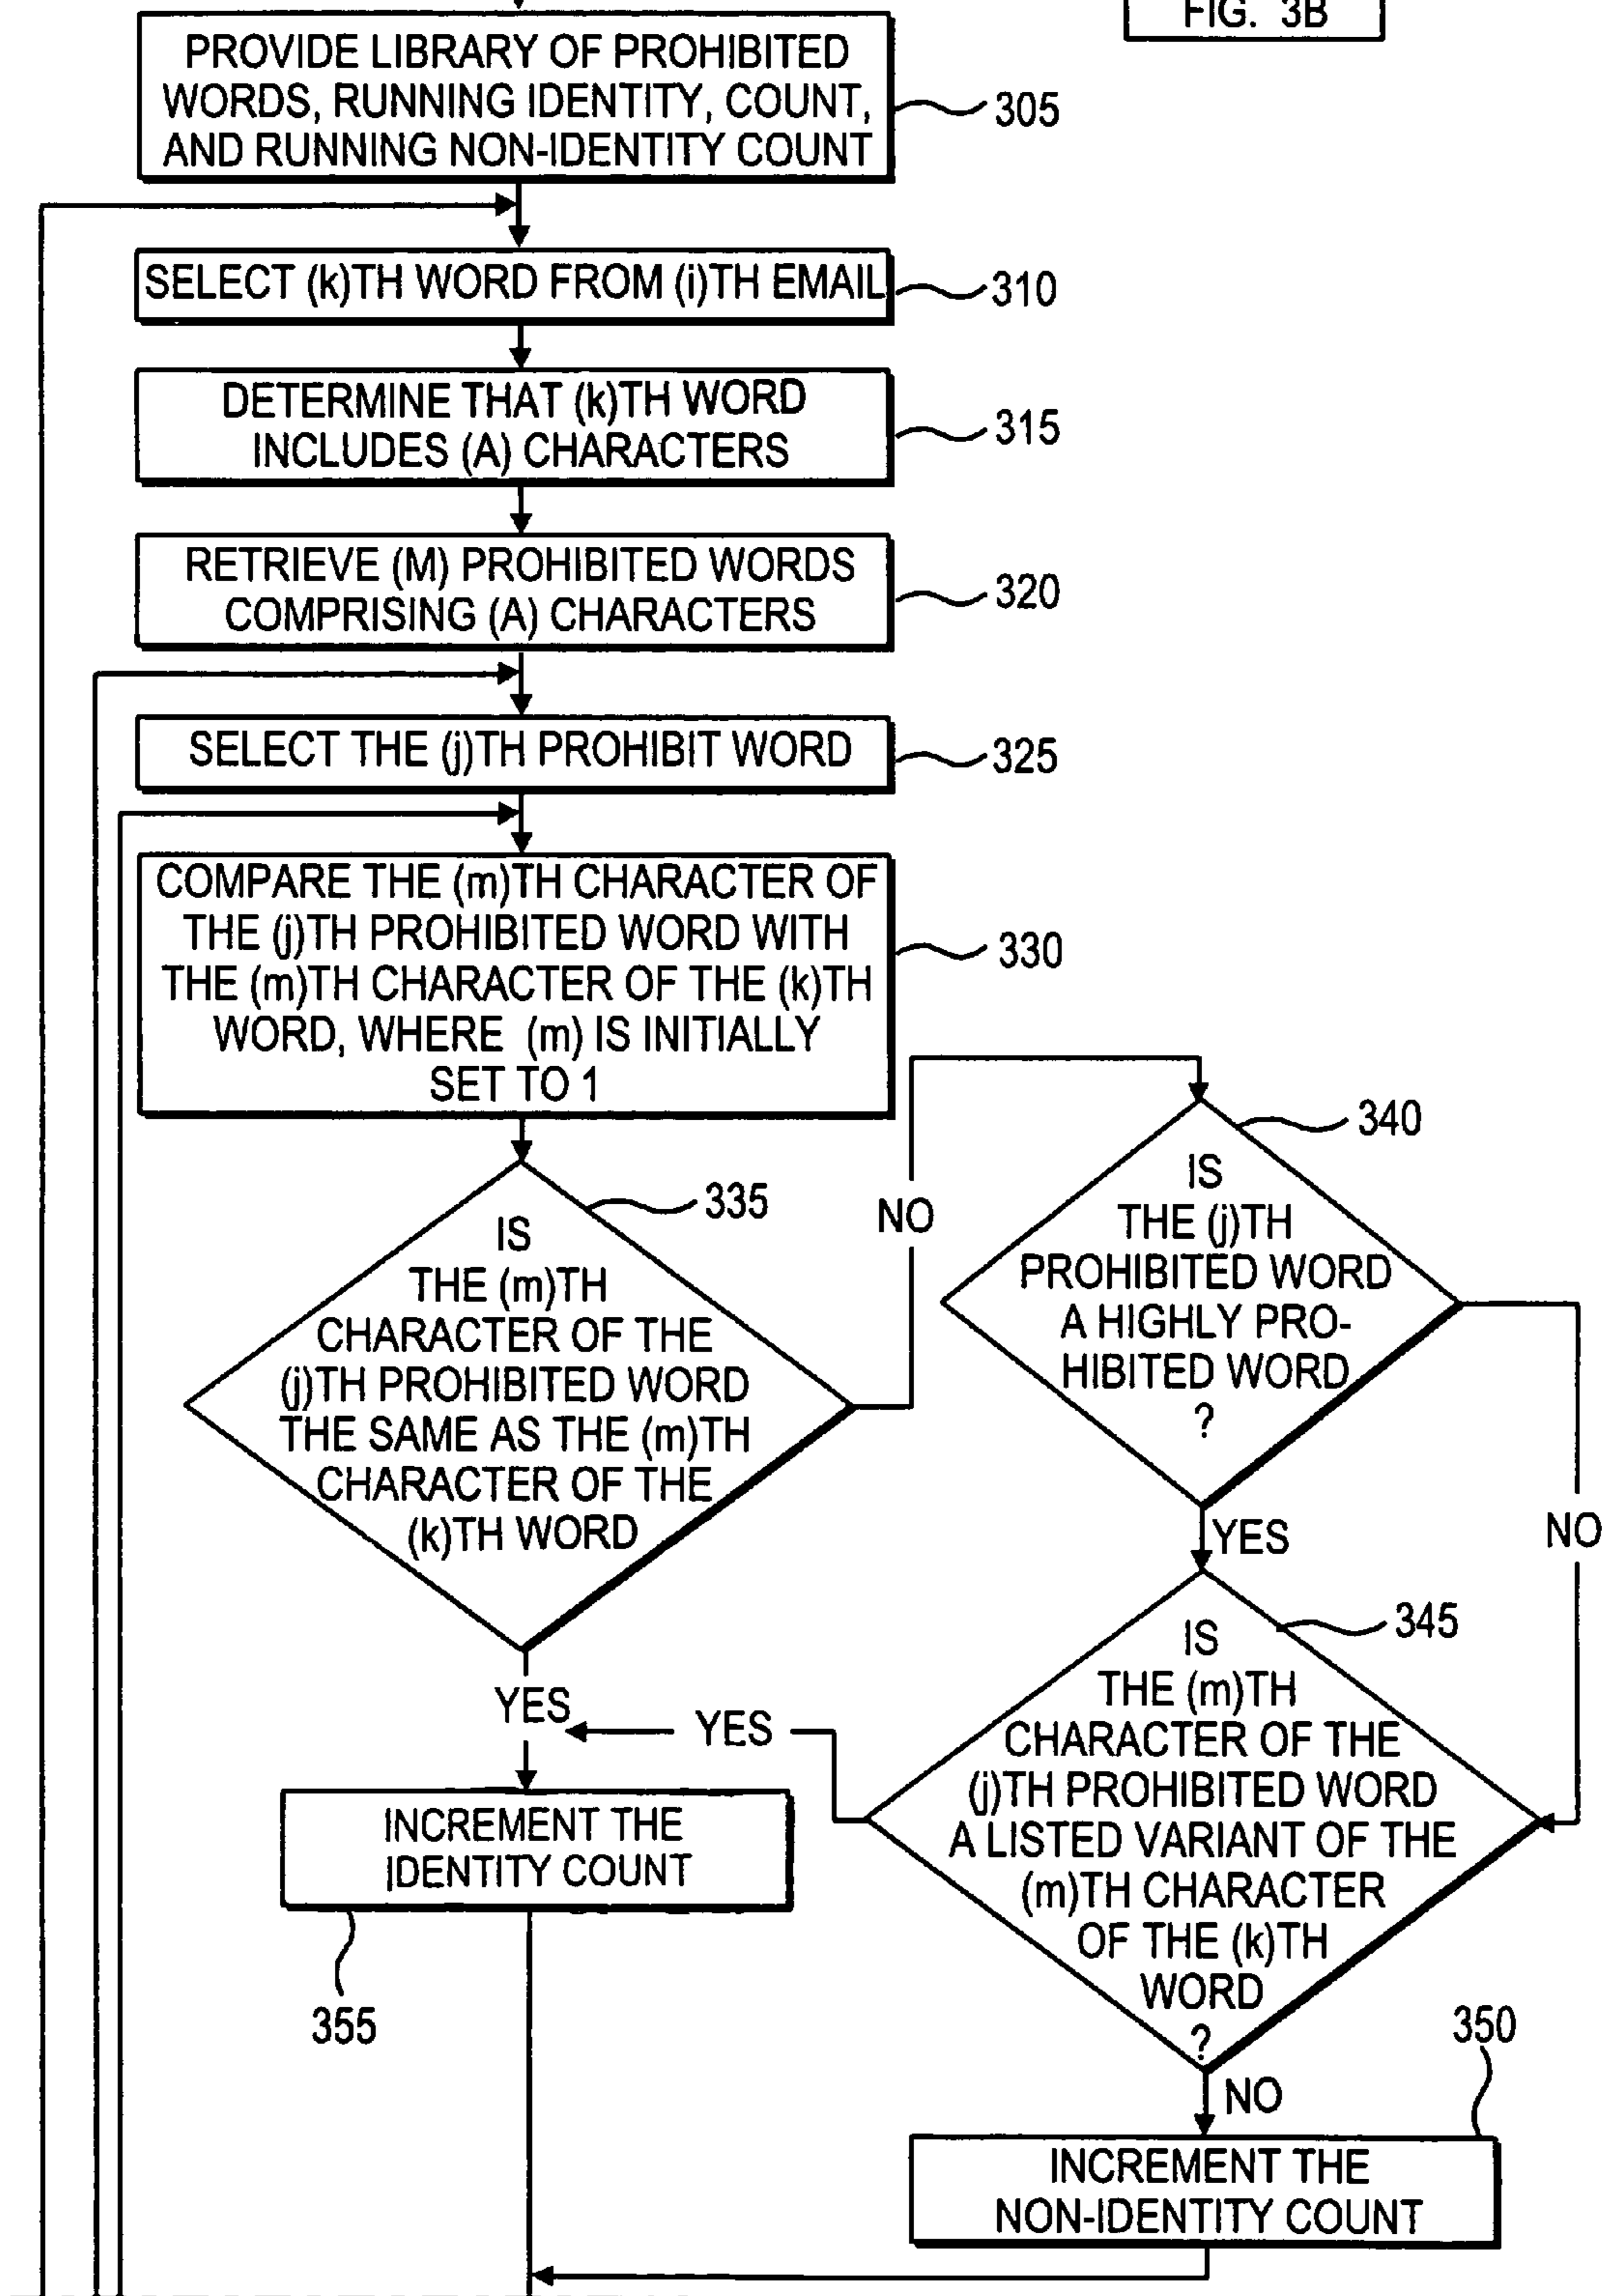 FIG. 3B
PROVIDE LIBRARY OF PROHIBITED
WORDS, RUNNING IDENTITY, COUNT,
AND RUNNING NON-IDENTITY COUNT
305
SELECT (k)TH WORD FROM (i)TH EMAIL
310
DETERMINE THAT (k)TH WORD
INCLUDES (A) CHARACTERS
315
RETRIEVE (M) PROHIBITED WORDS
COMPRISING (A) CHARACTERS
320
SELECT THE (j)TH PROHIBIT WORD
325
COMPARE THE (m)TH CHARACTER OF
THE (j)TH PROHIBITED WORD WITH
THE (m)TH CHARACTER OF THE (k)TH
WORD, WHERE (m) IS INITIALLY
SET TO 1
330
335
IS
THE (m)TH
CHARACTER OF THE
(j)TH PROHIBITED WORD
THE SAME AS THE (m)TH
CHARACTER OF THE
(k)TH WORD
NO
340
IS
THE (j)TH
PROHIBITED WORD
A HIGHLY PRO-
HIBITED WORD
?
YES
NO
345
IS
THE (m)TH
CHARACTER OF THE
(j)TH PROHIBITED WORD
A LISTED VARIANT OF THE
(m)TH CHARACTER
OF THE (k)TH
WORD
?
YES
YES
INCREMENT THE
IDENTITY COUNT
355
NO
350
INCREMENT THE
NON-IDENTITY COUNT